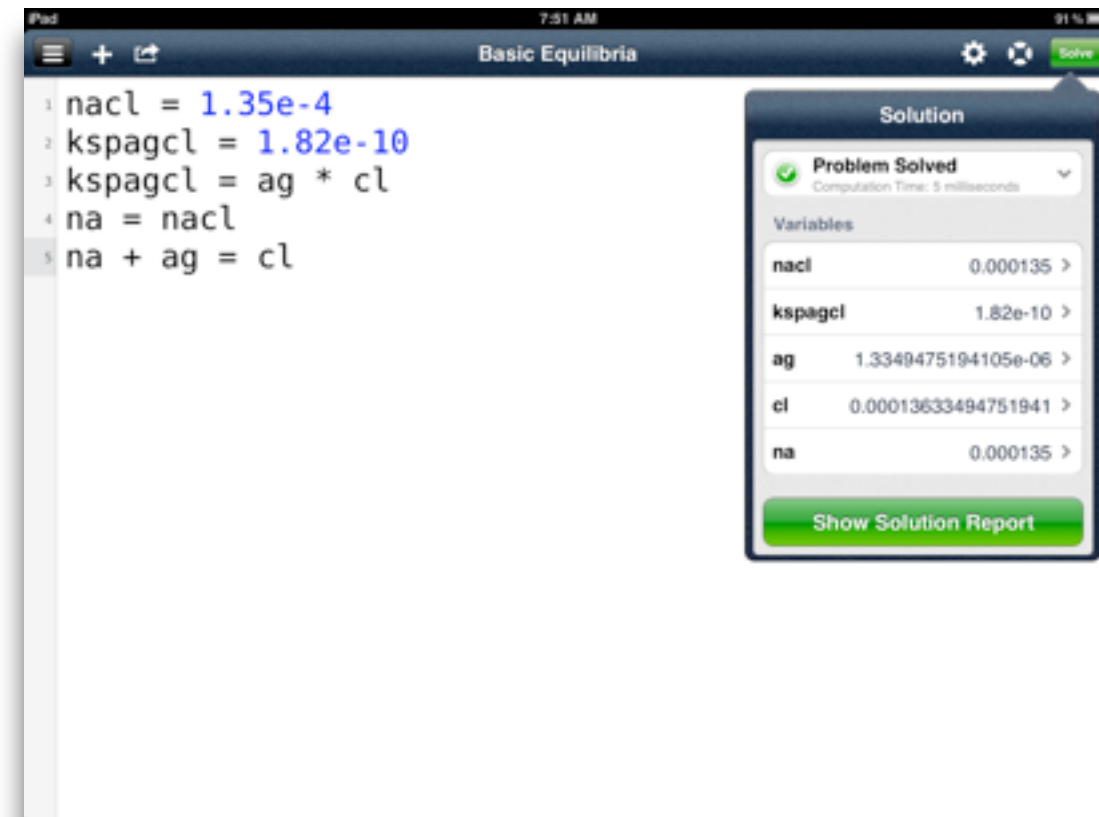 iPad 7:51 AM 91 %
Basic Equilibria Solve
1 nacl = 1.35e-4
2 kspagcl = 1.82e-10
3 kspagcl = ag * cl
4 na = nacl
5 na + ag = cl
Solution
Problem Solved
Computation Time: 5 milliseconds
Variables
nacl 0.000135 >
kspagcl 1.82e-10 >
ag 1.3349475194105e-06 >
cl 0.00013633494751941 >
na 0.000135 >
Show Solution Report